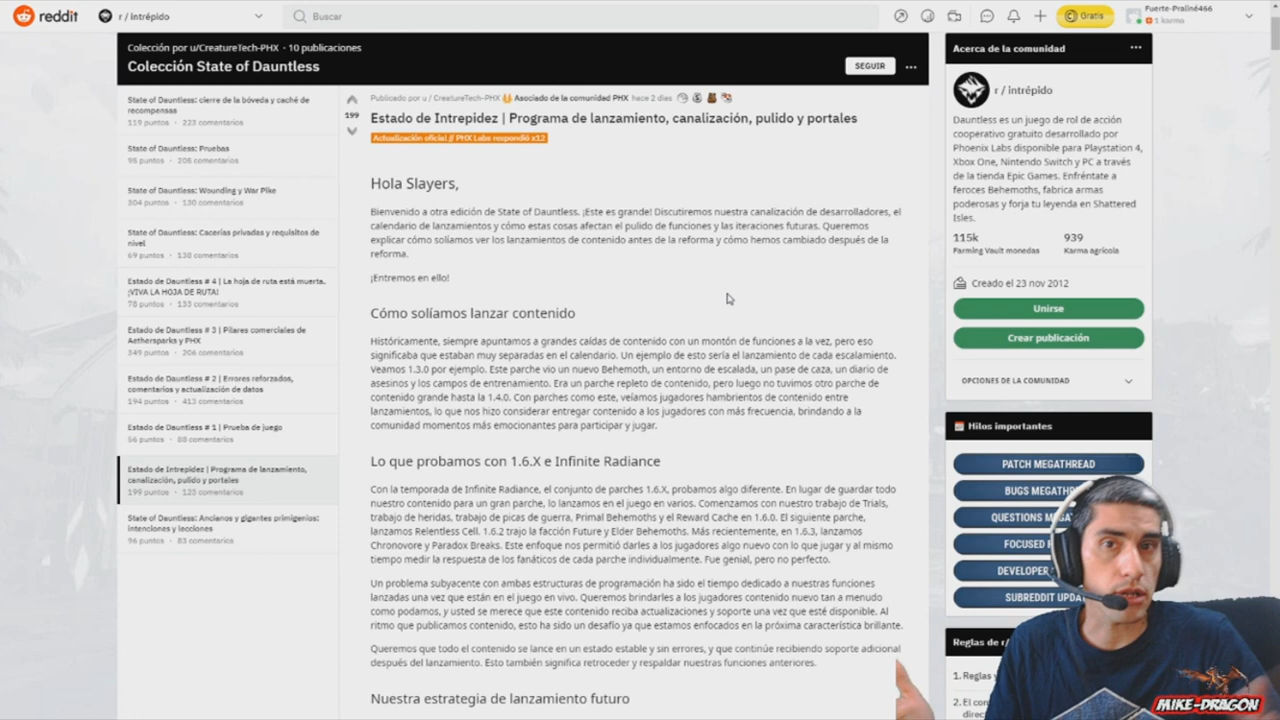 reddit
r / intrépido
Buscar
Gratis
Fuerte-Praliné466
1 karma
Colección por u/CreatureTech-PHX · 10 publicaciones
Colección State of Dauntless
SEGUIR
State of Dauntless: cierre de la bóveda y caché de
recompensas
119 puntos · 223 comentarios
State of Dauntless: Pruebas
95 puntos · 205 comentarios
State of Dauntless: Wounding y War Pike
304 puntos · 130 comentarios
State of Dauntless: Cacerías privadas y requisitos de
nivel
69 puntos · 138 comentarios
Estado de Dauntless # 4 | La hoja de ruta está muerta.
¡VIVA LA HOJA DE RUTA!
78 puntos · 133 comentarios
Estado de Dauntless # 3 | Pilares comerciales de
Aethersparks y PHX
349 puntos · 206 comentarios
Estado de Dauntless # 2 | Errores reforzados,
comentarios y actualización de datos
194 puntos · 413 comentarios
Estado de Dauntless # 1 | Prueba de juego
56 puntos · 88 comentarios
Estado de Intrepidez | Programa de lanzamiento,
canalización, pulido y portales
199 puntos · 123 comentarios
State of Dauntless: Ancianos y gigantes primigenios:
intenciones y lecciones
96 puntos · 83 comentarios
199
Publicado por u / CreatureTech-PHX Asociado de la comunidad PHX hace 2 dies
Estado de Intrepidez | Programa de lanzamiento, canalización, pulido y portales
Actualización oficial // PHX Labs respondió x12
Hola Slayers,
Bienvenido a otra edición de State of Dauntless. ¡Este es grande! Discutiremos nuestra canalización de desarrolladores, el
calendario de lanzamientos y cómo estas cosas afectan el pulido de funciones y las iteraciones futuras. Queremos
explicar cómo solíamos ver los lanzamientos de contenido antes de la reforma y cómo hemos cambiado después de la
reforma.
¡Entremos en ello!
Cómo solíamos lanzar contenido
Históricamente, siempre apuntamos a grandes caídas de contenido con un montón de funciones a la vez, pero eso
significaba que estaban muy separadas en el calendario. Un ejemplo de esto sería el lanzamiento de cada escalamiento.
Veamos 1.3.0 por ejemplo. Este parche vio un nuevo Behemoth, un entorno de escalada, un pase de caza, un diario de
asesinos y los campos de entrenamiento. Era un parche repleto de contenido, pero luego no tuvimos otro parche de
contenido grande hasta la 1.4.0. Con parches como este, veíamos jugadores hambrientos de contenido entre
lanzamientos, lo que nos hizo considerar entregar contenido a los jugadores con más frecuencia, brindando a la
comunidad momentos más emocionantes para participar y jugar.
Lo que probamos con 1.6.X e Infinite Radiance
Con la temporada de Infinite Radiance, el conjunto de parches 1.6.X, probamos algo diferente. En lugar de guardar todo
nuestro contenido para un gran parche, lo lanzamos en el juego en varios. Comenzamos con nuestro trabajo de Trials,
trabajo de heridas, trabajo de picas de guerra, Primal Behemoths y el Reward Cache en 1.6.0. El siguiente parche,
lanzamos Relentless Cell. 1.6.2 trajo la facción Future y Elder Behemoths. Más recientemente, en 1.6.3, lanzamos
Chronovore y Paradox Breaks. Este enfoque nos permitió darles a los jugadores algo nuevo con lo que jugar y al mismo
tiempo medir la respuesta de los fanáticos de cada parche individualmente. Fue genial, pero no perfecto.
Un problema subyacente con ambas estructuras de programación ha sido el tiempo dedicado a nuestras funciones
lanzadas una vez que están en el juego en vivo. Queremos brindarles a los jugadores contenido nuevo tan a menudo
como podamos, y usted se merece que este contenido reciba actualizaciones y soporte una vez que esté disponible. Al
ritmo que publicamos contenido, esto ha sido un desafío ya que estamos enfocados en la próxima característica brillante.
Queremos que todo el contenido se lance en un estado estable y sin errores, y que continúe recibiendo soporte adicional
después del lanzamiento. Esto también significa retroceder y respaldar nuestras funciones anteriores.
Nuestra estrategia de lanzamiento futuro
Acerca de la comunidad
r / intrépido
Dauntless es un juego de rol de acción
cooperativo gratuito desarrollado por
Phoenix Labs disponible para Playstation 4,
Xbox One, Nintendo Switch y PC a través
de la tienda Epic Games. Enfréntate a
feroces Behemoths, fabrica armas
poderosas y forja tu leyenda en Shattered
Isles.
115k
939
Farming Vault monedas
Karma agrícola
Creado el 23 nov 2012
Unirse
Crear publicación
OPCIONES DE LA COMUNIDAD
Hilos importantes
PATCH MEGATHREAD
BUGS MEGATH
QUESTIONS
FOCUSED
DEVELOPER
SUBREDDIT UPDA
Reglas de r/
1. Reglas
2. El
MIKE-DRAGON